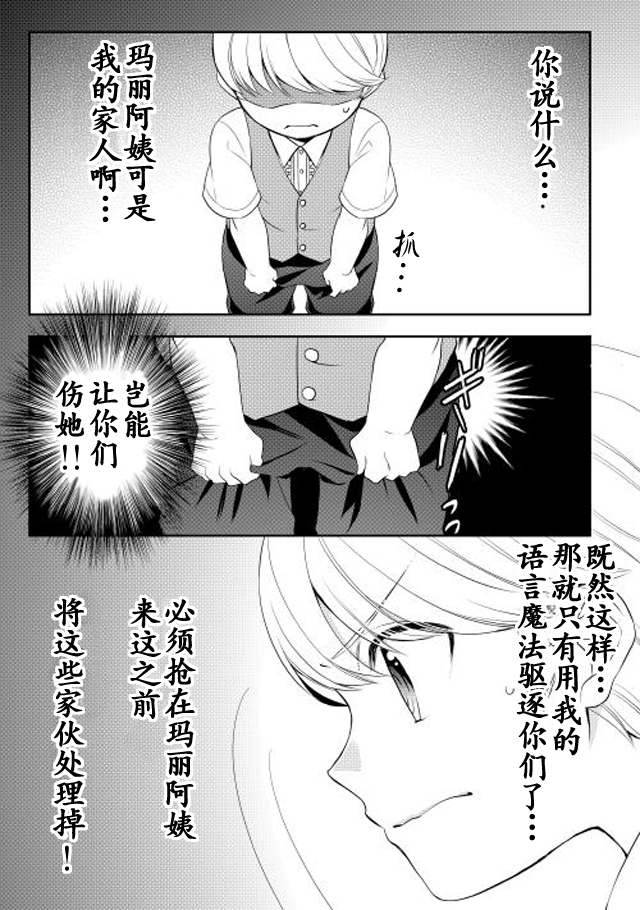 你说什么…
玛丽阿姨可是
我的家人啊…
抓…
岂能
让你们
伤她!!
既然这样…
那就只有用我的
语言魔法驱逐你们了…
必须抢在玛丽阿姨
来这之前
将这些家伙处理掉!